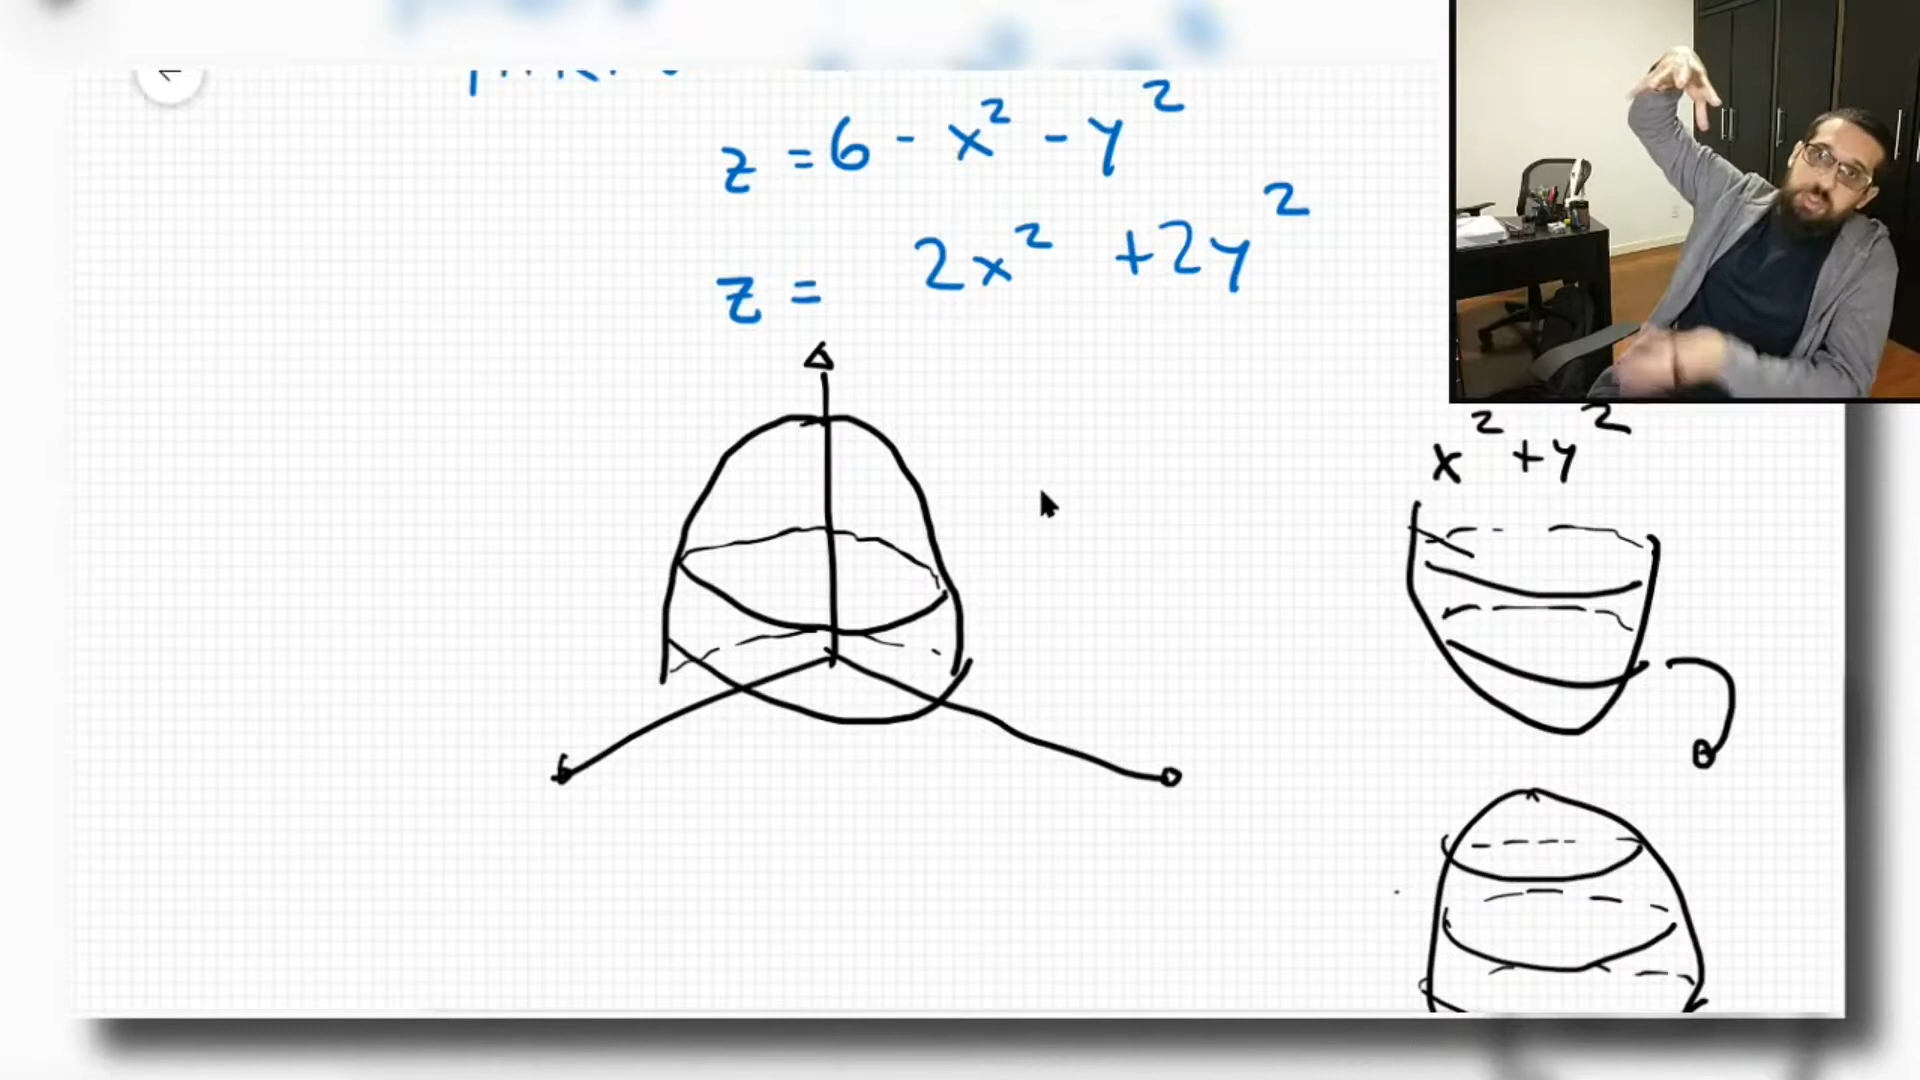 z = 6 - x² - y²
z = 2x² + 2y²
x² + y²